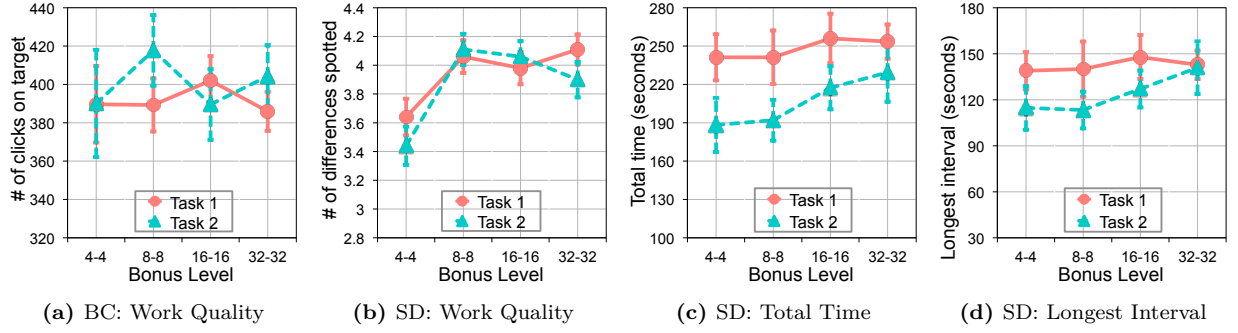 # of clicks on target
440
420
400
380
360
340
320
Task 1
Task 2
4-4 8-8 16-16 32-32
Bonus Level
(a) BC: Work Quality
# of differences spotted
4.4
4.2
4
3.8
3.6
3.4
3.2
3
2.8
Task 1
Task 2
4-4 8-8 16-16 32-32
Bonus Level
(b) SD: Work Quality
Total time (seconds)
280
250
220
190
160
130
100
Task 1
Task 2
4-4 8-8 16-16 32-32
Bonus Level
(c) SD: Total Time
Longest interval (seconds)
180
150
120
90
60
30
Task 1
Task 2
4-4 8-8 16-16 32-32
Bonus Level
(d) SD: Longest Interval